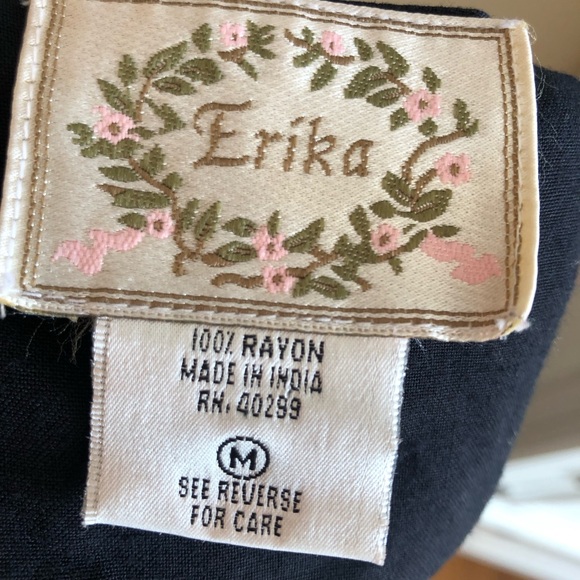 Erika
100% RAYON
MADE IN INDIA
RN. 40299
M
SEE REVERSE
FOR CARE